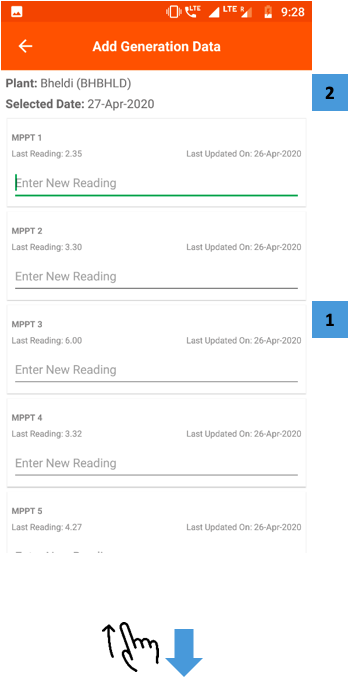 LTE LTE R 9:28
Add Generation Data
Plant: Bheldi (BHBHLD)
2
Selected Date: 27-Apr-2020
MPPT 1
Last Reading: 2.35 Last Updated On: 26-Apr-2020
Enter New Reading
MPPT 2
Last Reading: 3.30 Last Updated On: 26-Apr-2020
Enter New Reading
MPPT 3
1
Last Reading: 6.00 Last Updated On: 26-Apr-2020
Enter New Reading
MPPT 4
Last Reading: 3.32 Last Updated On: 26-Apr-2020
Enter New Reading
MPPT 5
Last Reading: 4.27 Last Updated On: 26-Apr-2020